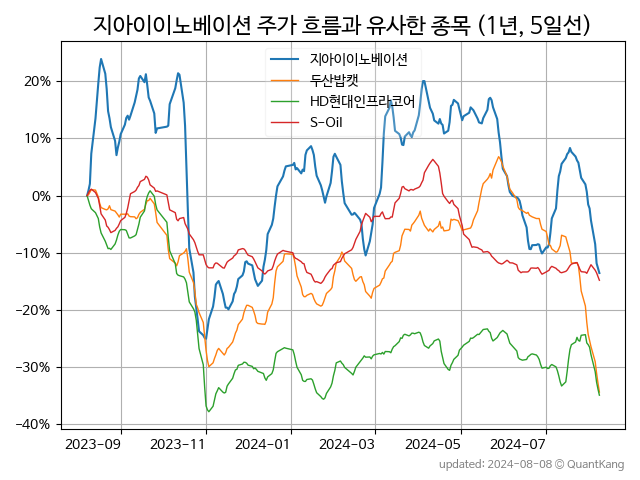 지아이이노베이션 주가 흐름과 유사한 종목 (1년, 5일선)
지아이이노베이션
두산밥캣
HD현대인프라코어
S-Oil
20%
10%
0%
−10%
−20%
−30%
−40%
2023-09 2023-11 2024-01 2024-03 2024-05 2024-07
updated: 2024-08-08 @ QuantKang